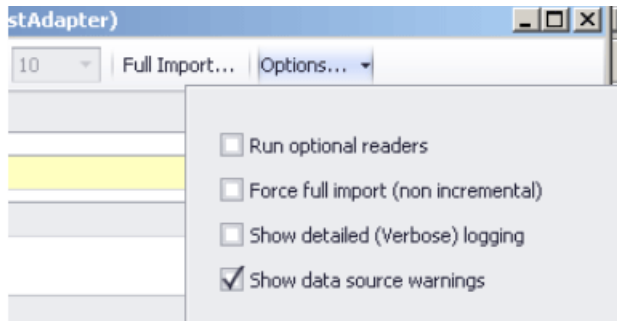 stAdapter)
10 Full Import... Options...
Run optional readers
Force full import (non incremental)
Show detailed (Verbose) logging
Show data source warnings